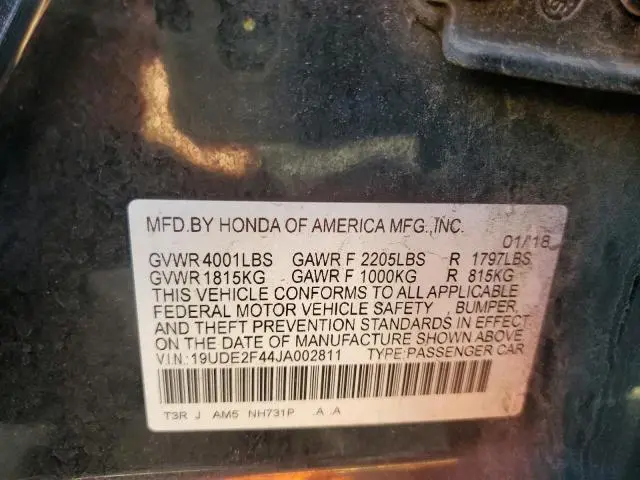 MFD.BY HONDA OF AMERICA MFG.,INC.
01/18
GVWR 4001LBS GAWR F 2205LBS R 1797LBS
GVWR 1815KG GAWR F 1000KG R 815KG
THIS VEHICLE CONFORMS TO ALL APPLICABLE
FEDERAL MOTOR VEHICLE SAFETY , BUMPER,
AND THEFT PREVENTION STANDARDS IN EFFECT
ON THE DATE OF MANUFACTURE SHOWN ABOVE.
V.I.N.:19UDE2F44JA002811 TYPE:PASSENGER CAR
T3R J AM5 NH731P .A .A